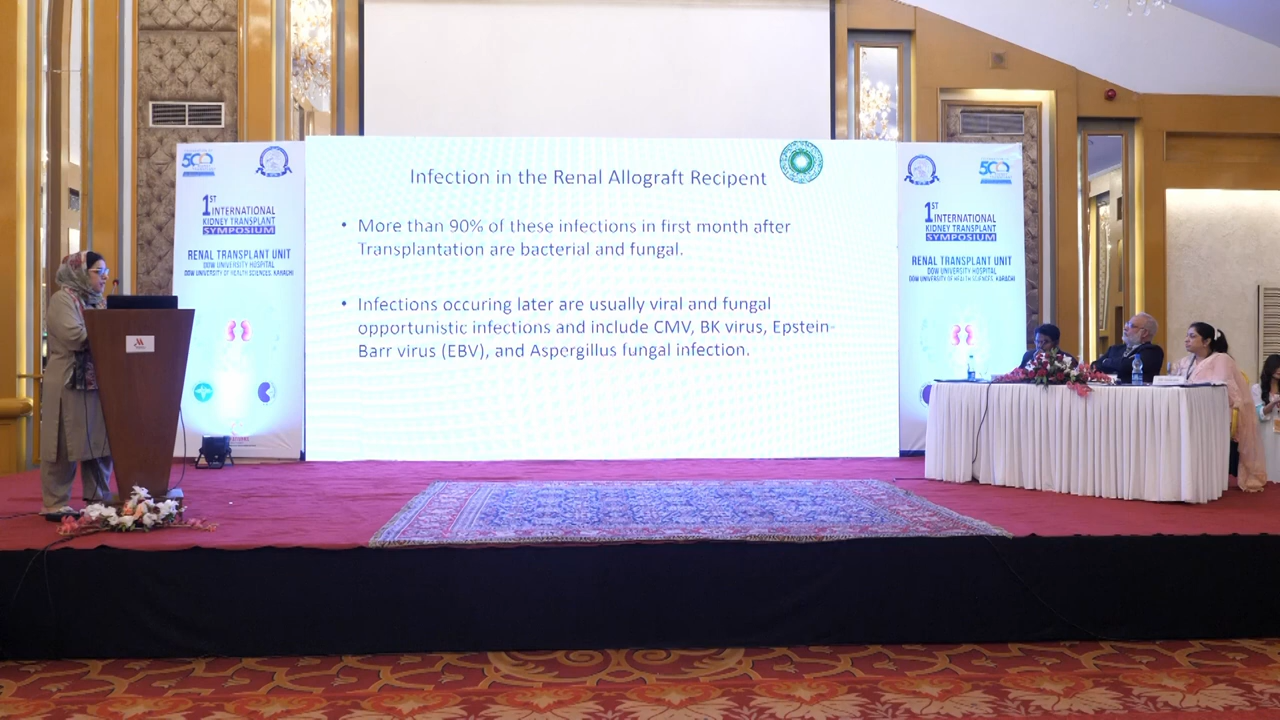 500
1ST
INTERNATIONAL
KIDNEY TRANSPLANT
SYMPOSIUM
RENAL TRANSPLANT UNIT
DOW UNIVERSITY HOSPITAL
DOW UNIVERSITY OF HEALTH SCIENCES, KARACHI
Infection in the Renal Allograft Recipent
• More than 90% of these infections in first month after
Transplantation are bacterial and fungal.
• Infections occuring later are usually viral and fungal
opportunistic infections and include CMV, BK virus, Epstein-
Barr virus (EBV), and Aspergillus fungal infection.
500
1ST
INTERNATIONAL
KIDNEY TRANSPLANT
SYMPOSIUM
RENAL TRANSPLANT UNIT
DOW UNIVERSITY HOSPITAL
DOW UNIVERSITY OF HEALTH SCIENCES, KARACHI